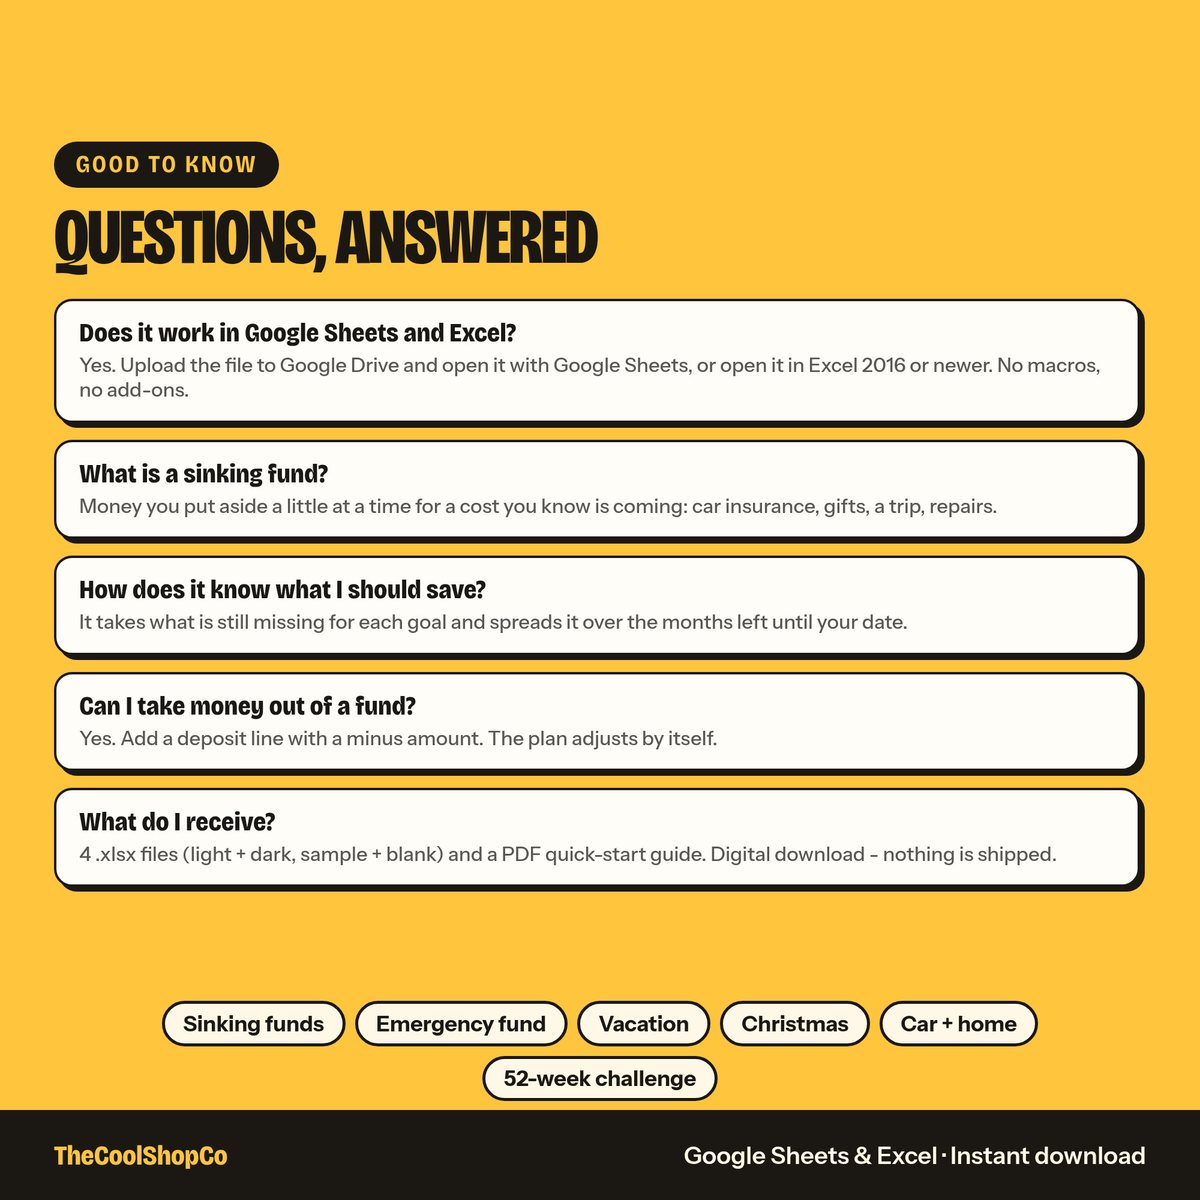 GOOD TO KNOW
QUESTIONS, ANSWERED
Does it work in Google Sheets and Excel?
Yes. Upload the file to Google Drive and open it with Google Sheets, or open it in Excel 2016 or newer. No macros,
no add-ons.
What is a sinking fund?
Money you put aside a little at a time for a cost you know is coming: car insurance, gifts, a trip, repairs.
How does it know what I should save?
It takes what is still missing for each goal and spreads it over the months left until your date.
Can I take money out of a fund?
Yes. Add a deposit line with a minus amount. The plan adjusts by itself.
What do I receive?
4 .xlsx files (light + dark, sample + blank) and a PDF quick-start guide. Digital download - nothing is shipped.
Sinking funds Emergency fund Vacation Christmas Car + home
52-week challenge
TheCoolShopCo Google Sheets & Excel · Instant download